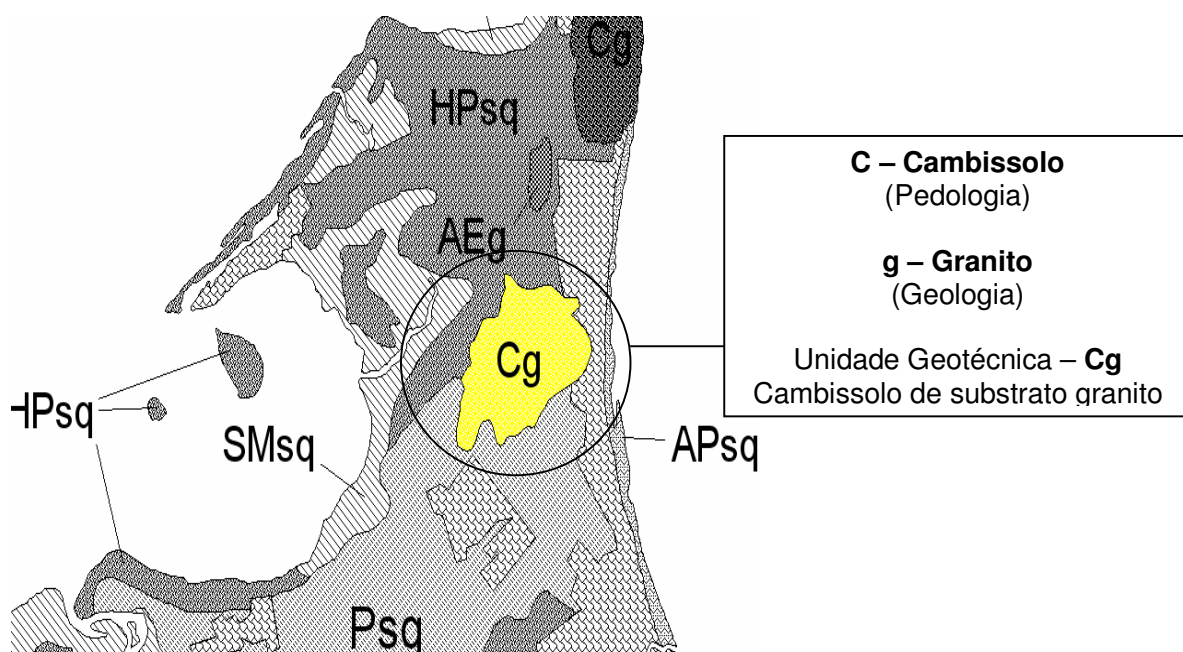 Cg
HPsq
C – Cambissolo
(Pedologia)
g – Granito
(Geologia)
Unidade Geotécnica – Cg
Cambissolo de substrato granito
AEg
Cg
HPsq
SMsq
APsq
Psq